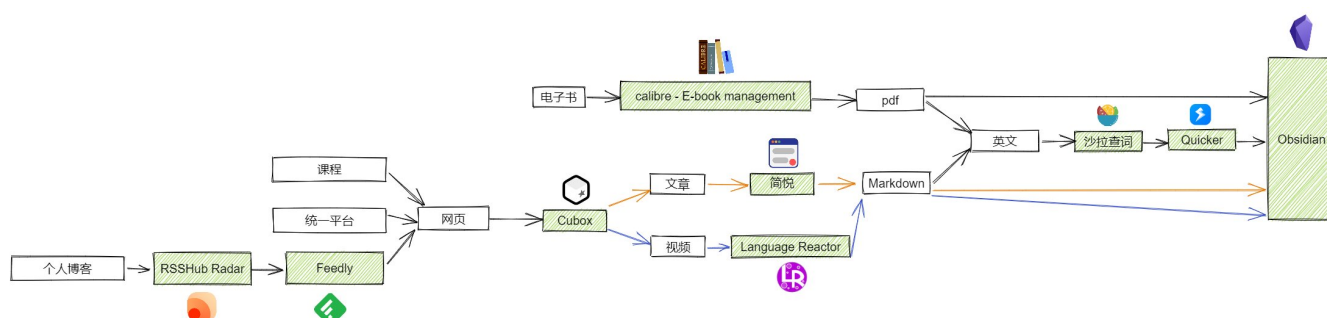 电子书
calibre - E-book management
pdf
英文
沙拉查词
Quicker
Obsidian
课程
统一平台
网页
Cubox
文章
简悦
Markdown
视频
Language Reactor
个人博客
RSSHub Radar
Feedly
CALIBRE
LR